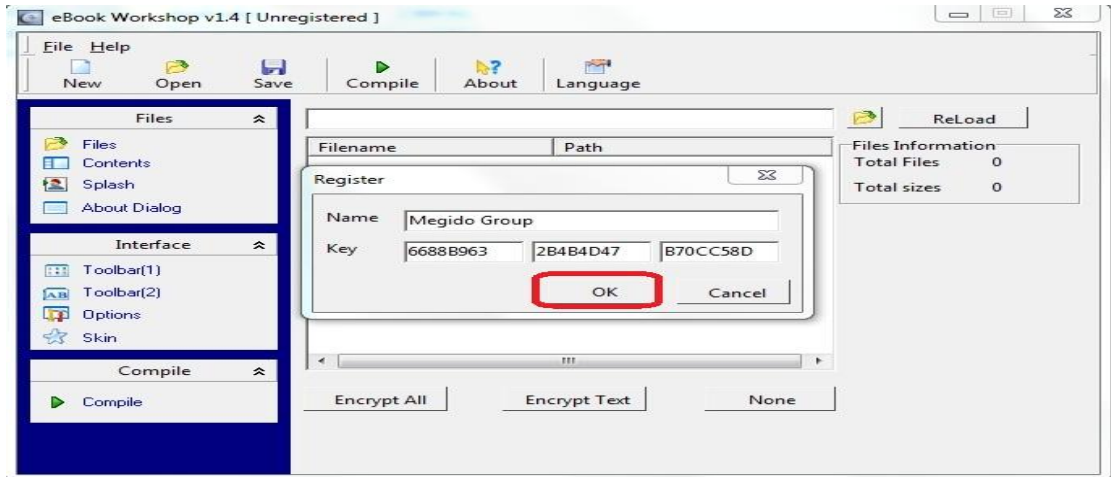 eBook Workshop v1.4 [ Unregistered ]
File Help
New Open Save Compile About Language
Files
Files
Contents
Splash
About Dialog
Interface
Toolbar(1)
Toolbar(2)
Options
Skin
Compile
Compile
ReLoad
Filename Path
Files Information
Total Files 0
Total sizes 0
Register
Name Megido Group
Key 6688B963 2B4B4D47 B70CC58D
OK Cancel
Encrypt All Encrypt Text None